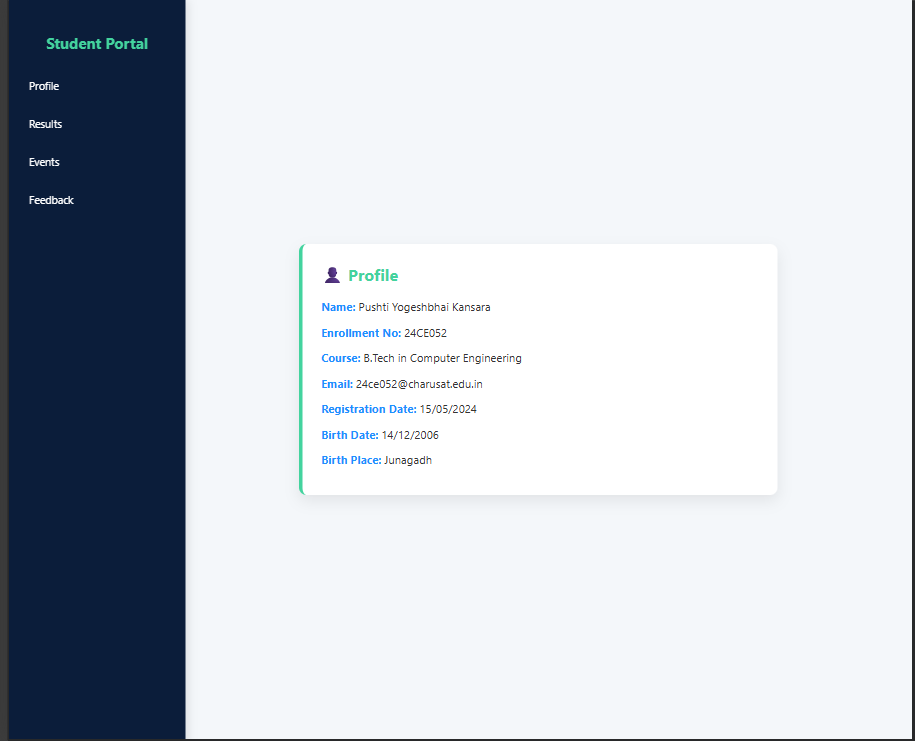 Student Portal
Profile
Results
Events
Feedback
Profile
Name: Pushti Yogeshbhai Kansara
Enrollment No: 24CE052
Course: B.Tech in Computer Engineering
Email: 24ce052@charusat.edu.in
Registration Date: 15/05/2024
Birth Date: 14/12/2006
Birth Place: Junagadh